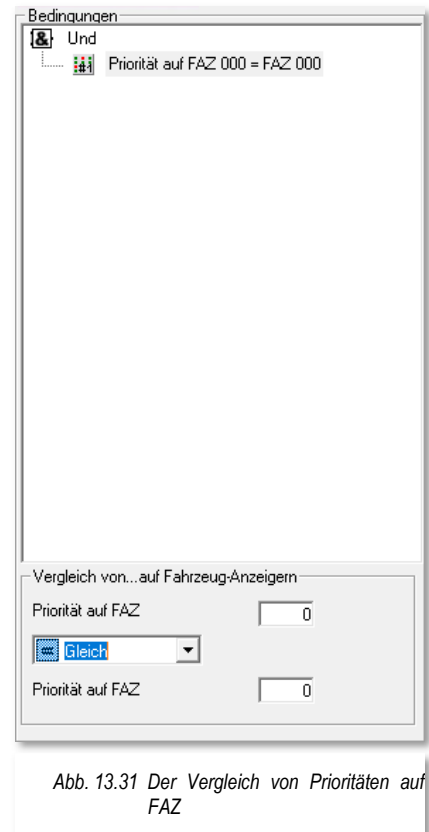 Bedingungen
& Und
#1 Priorität auf FAZ 000 = FAZ 000
Vergleich von...auf Fahrzeug-Anzeigern
Priorität auf FAZ 0
Gleich
Priorität auf FAZ 0
Abb. 13.31 Der Vergleich von Prioritäten auf
FAZ